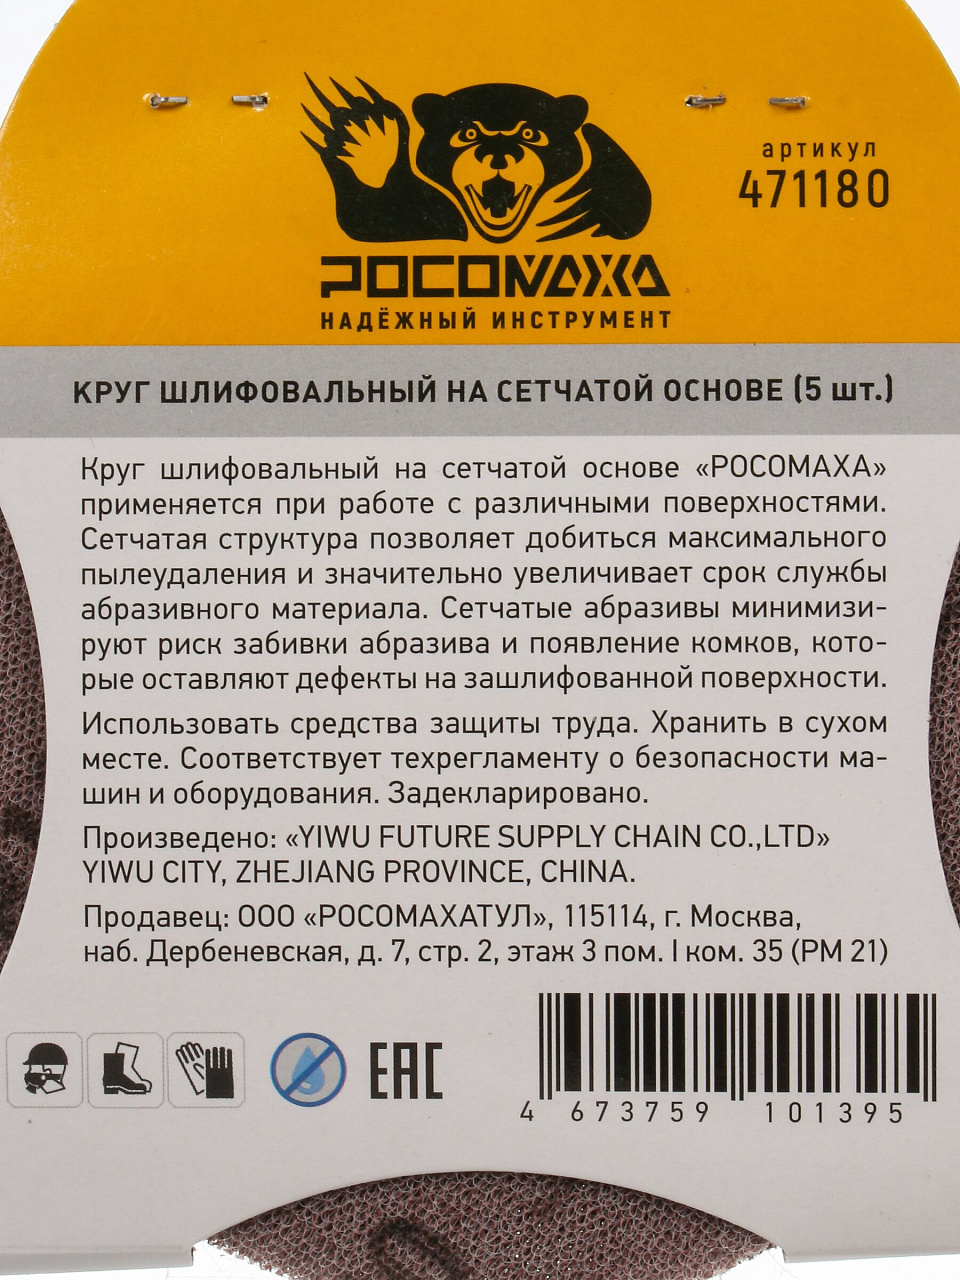 артикул
471180
РОСОМАХА
НАДЁЖНЫЙ ИНСТРУМЕНТ
КРУГ ШЛИФОВАЛЬНЫЙ НА СЕТЧАТОЙ ОСНОВЕ (5 шт.)
Круг шлифовальный на сетчатой основе «РОСОМАХА»
применяется при работе с различными поверхностями.
Сетчатая структура позволяет добиться максимального
пылеудаления и значительно увеличивает срок службы
абразивного материала. Сетчатые абразивы минимизи-
руют риск забивки абразива и появление комков, кото-
рые оставляют дефекты на зашлифованной поверхности.
Использовать средства защиты труда. Хранить в сухом
месте. Соответствует техрегламенту о безопасности ма-
шин и оборудования. Задекларировано.
Произведено: «YIWU FUTURE SUPPLY CHAIN CO.,LTD»
YIWU CITY, ZHEJIANG PROVINCE, CHINA.
Продавец: ООО «РОСОМАХАТУЛ», 115114, г. Москва,
наб. Дербеневская, д. 7, стр. 2, этаж 3 пом. I ком. 35 (РМ 21)
EAC
4 673759 101395